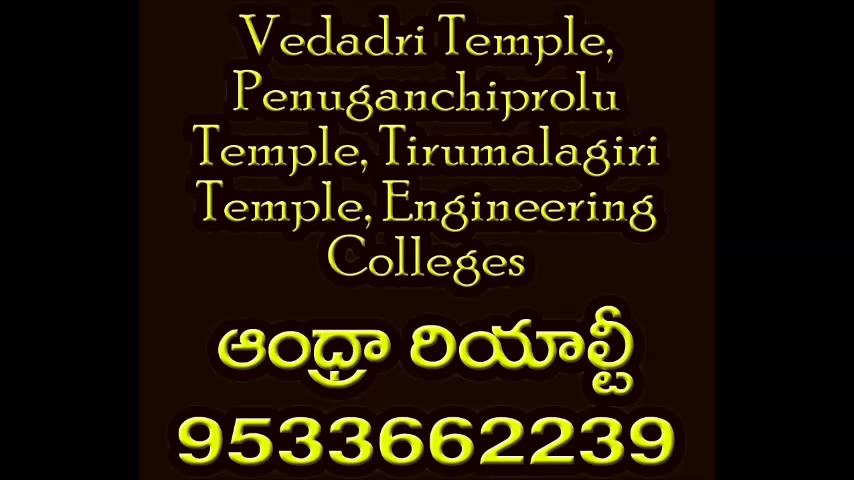 Vedadri Temple,
Penuganchiprolu
Temple, Tirumalagiri
Temple, Engineering
Colleges
ఆంధ్రా రియాల్టీ
9533662239